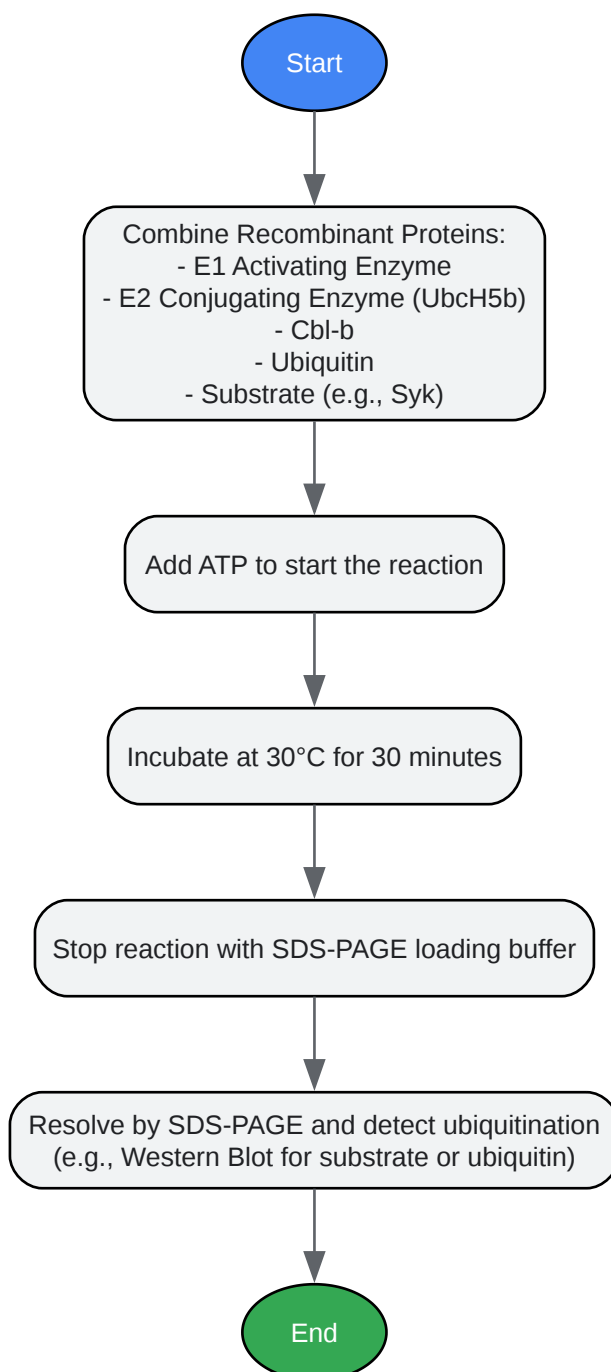 Start
Combine Recombinant Proteins:
- E1 Activating Enzyme
- E2 Conjugating Enzyme (UbcH5b)
- Cbl-b
- Ubiquitin
- Substrate (e.g., Syk)
Add ATP to start the reaction
Incubate at 30°C for 30 minutes
Stop reaction with SDS-PAGE loading buffer
Resolve by SDS-PAGE and detect ubiquitination
(e.g., Western Blot for substrate or ubiquitin)
End